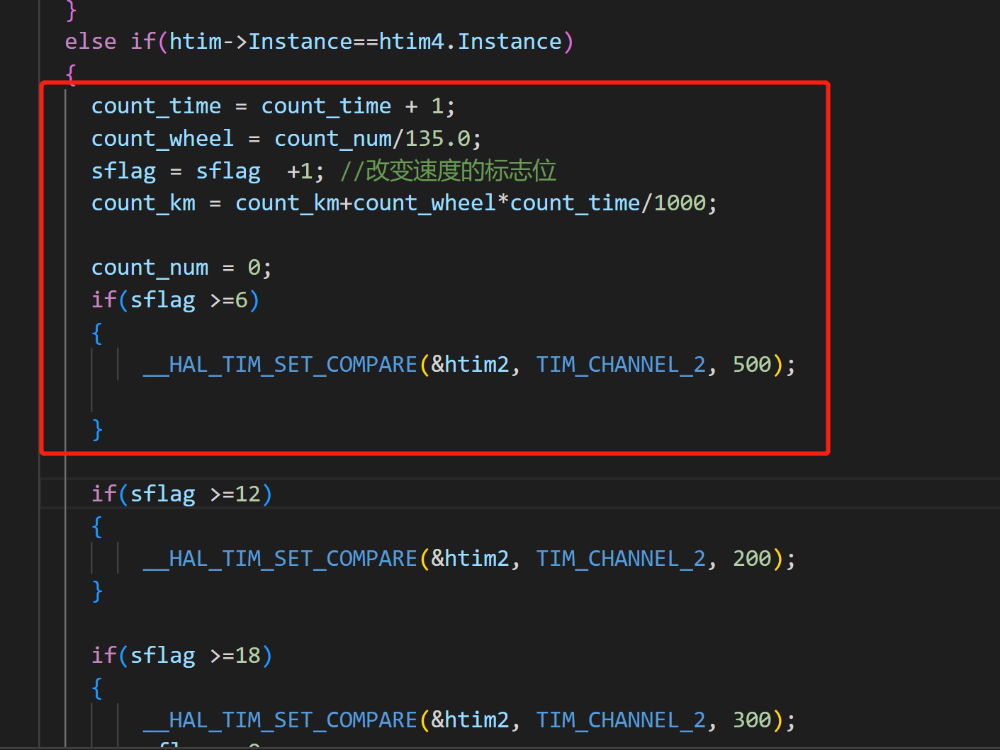 }
else if(htim->Instance==htim4.Instance)
{
count_time = count_time + 1;
count_wheel = count_num/135.0;
sflag = sflag  +1; //改变速度的标志位
count_km = count_km+count_wheel*count_time/1000;
count_num = 0;
if(sflag >=6)
{
__HAL_TIM_SET_COMPARE(&htim2, TIM_CHANNEL_2, 500);
}
if(sflag >=12)
{
__HAL_TIM_SET_COMPARE(&htim2, TIM_CHANNEL_2, 200);
}
if(sflag >=18)
{
__HAL_TIM_SET_COMPARE(&htim2, TIM_CHANNEL_2, 300);